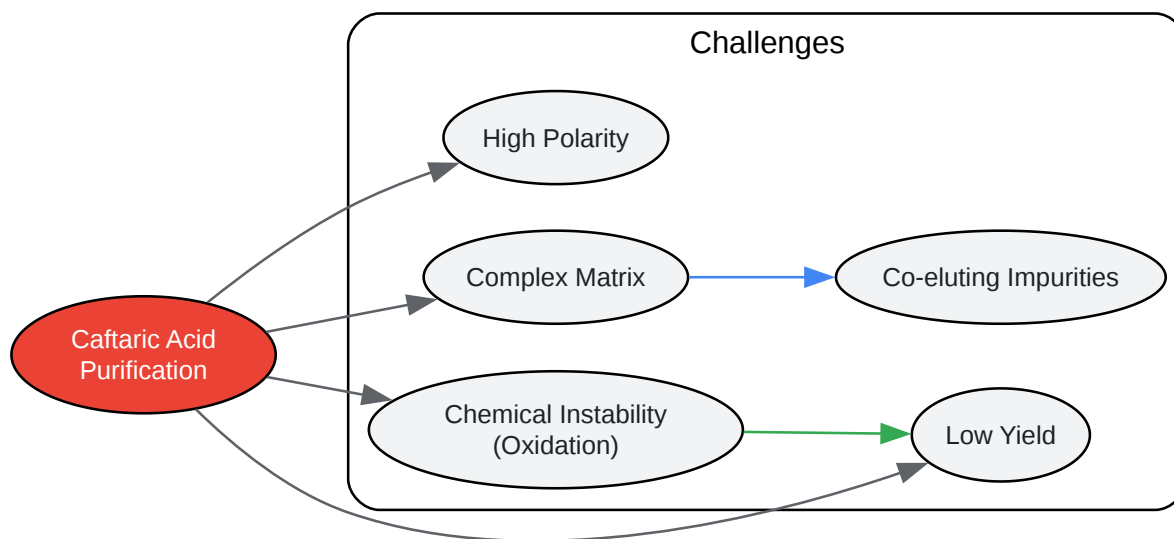 Challenges
High Polarity
Complex Matrix
Co-eluting Impurities
Caftaric Acid
Purification
Chemical Instability
(Oxidation)
Low Yield